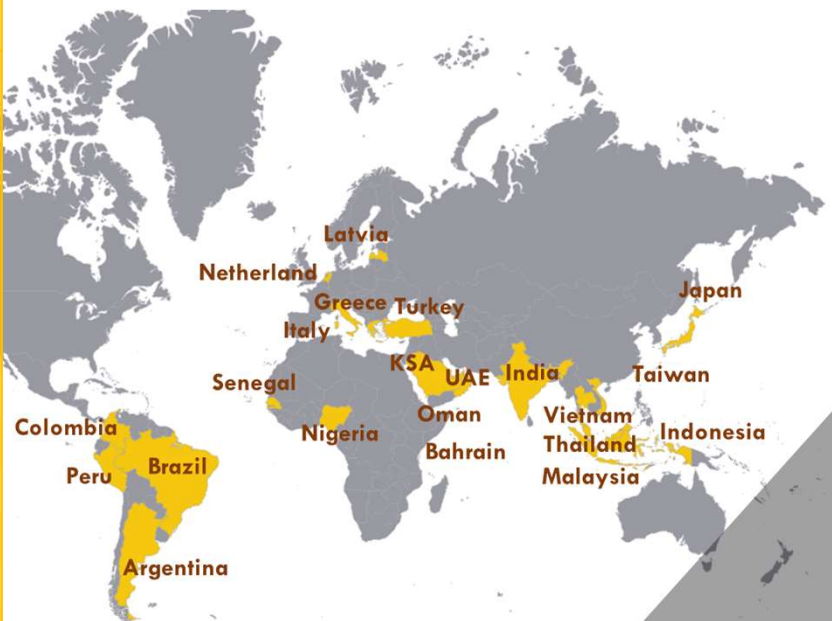 Latvia
Netherland
Japan
Greece Turkey
Italy
KSA
UAE
India
Taiwan
Senegal
Oman
Vietnam
Colombia
Nigeria
Indonesia
Thailand
Bahrain
Peru
Brazil
Malaysia
Argentina